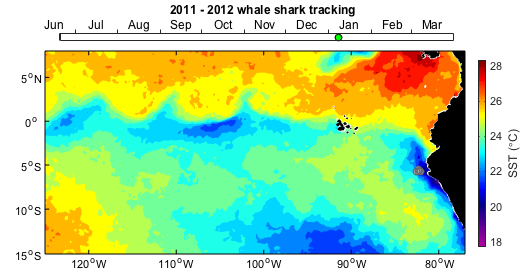 2011 - 2012 whale shark tracking
Jun Jul Aug Sep Oct Nov Dec Jan Feb Mar
5°N
0°
5°S
10°S
15°S
120°W 110°W 100°W 90°W 80°W
28
26
24
22
20
18
SST (°C)